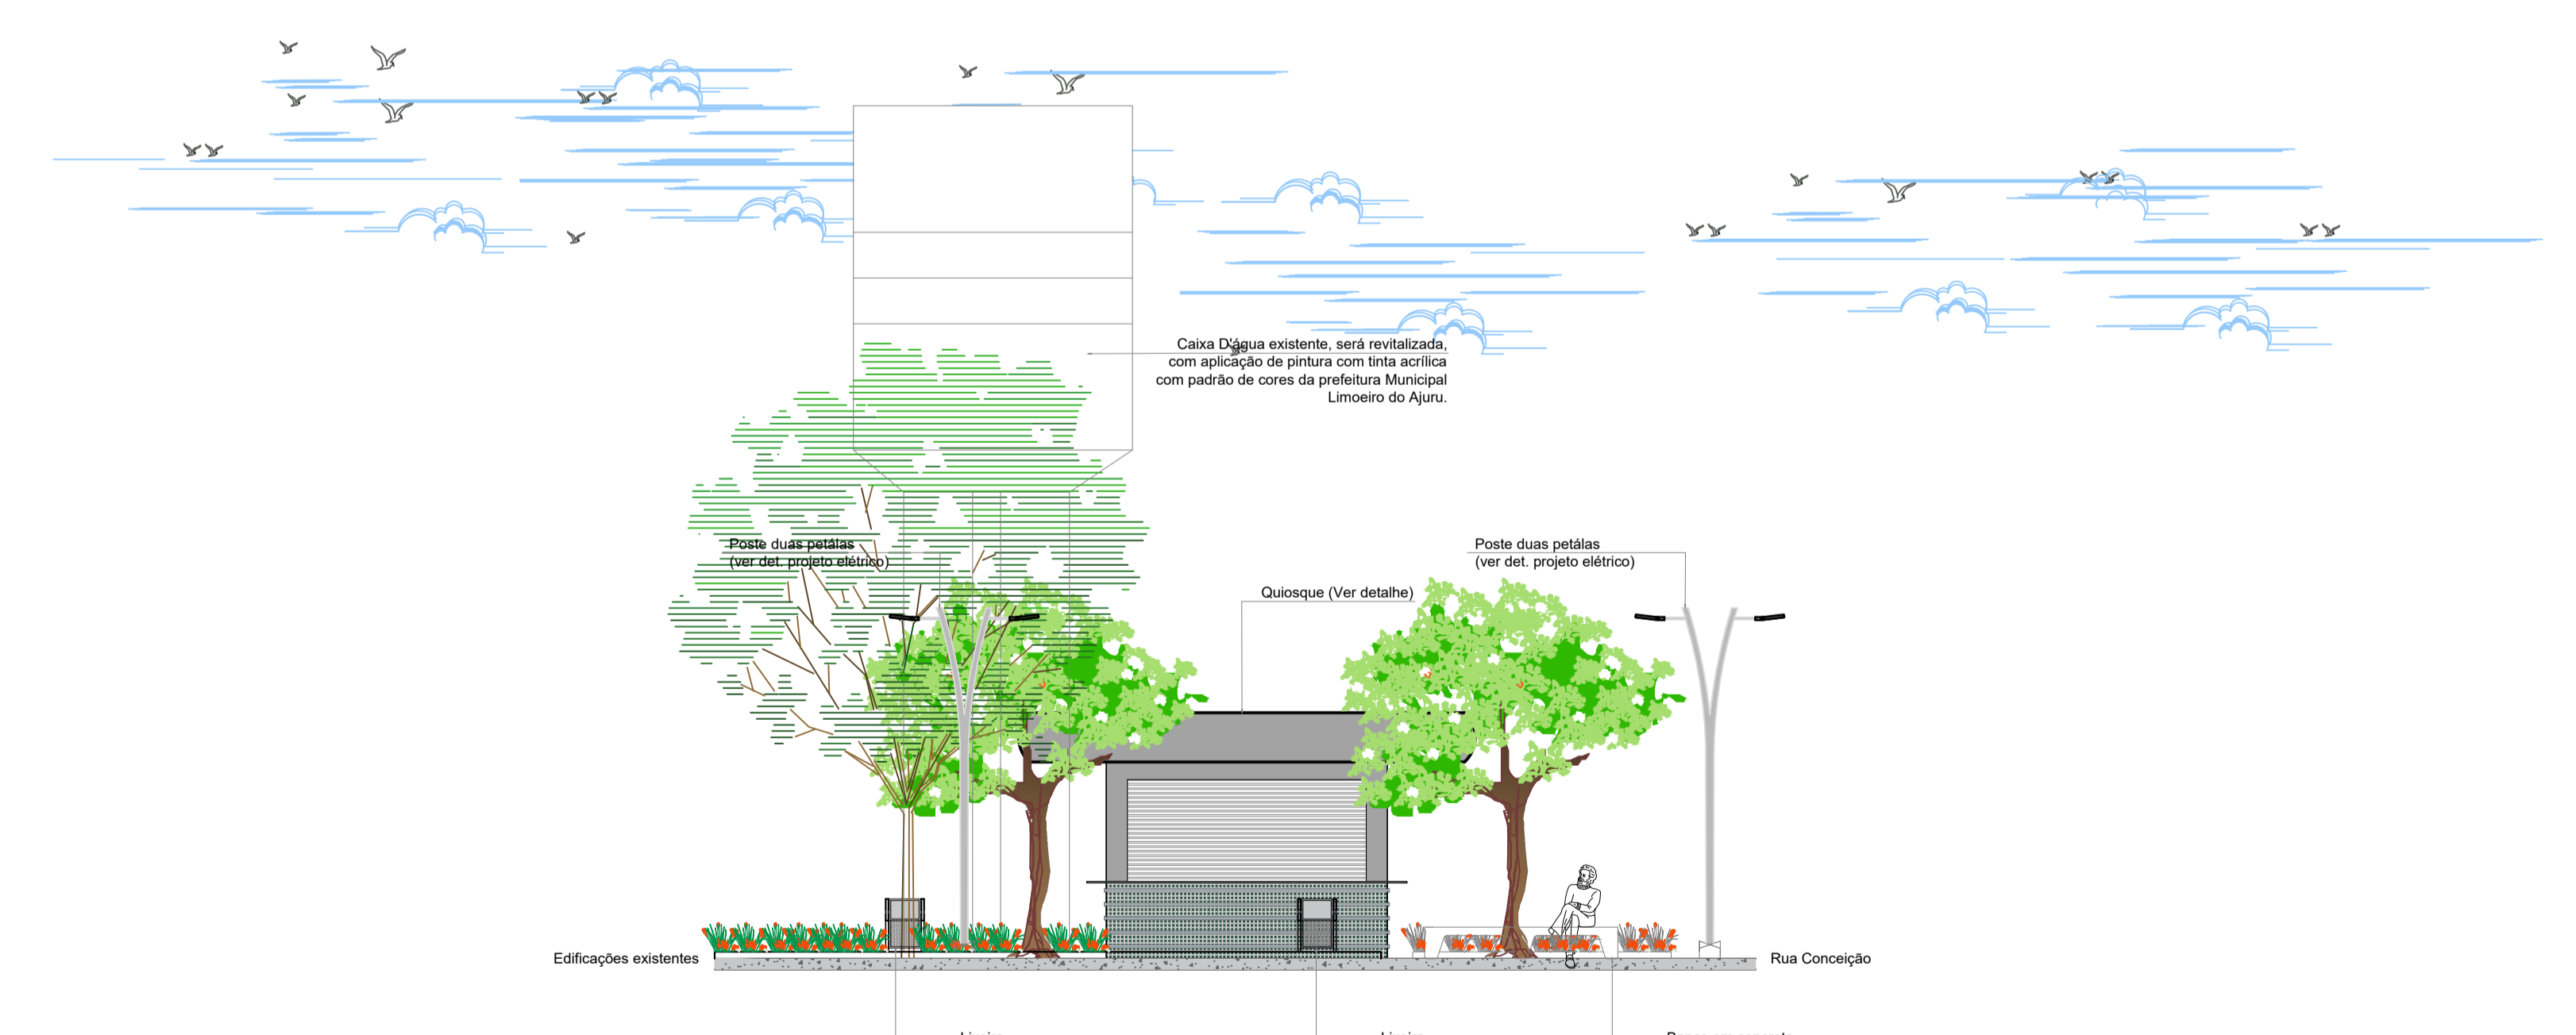 Caixa D'água existente, será revitalizada,
com aplicação de pintura com tinta acrílica
com padrão de cores da prefeitura Municipal
Limoeiro do Ajuru.
Poste duas petálas
(ver det. projeto elétrico)
Poste duas petálas
(ver det. projeto elétrico)
Quiosque (Ver detalhe)
Edificações existentes
Rua Conceição